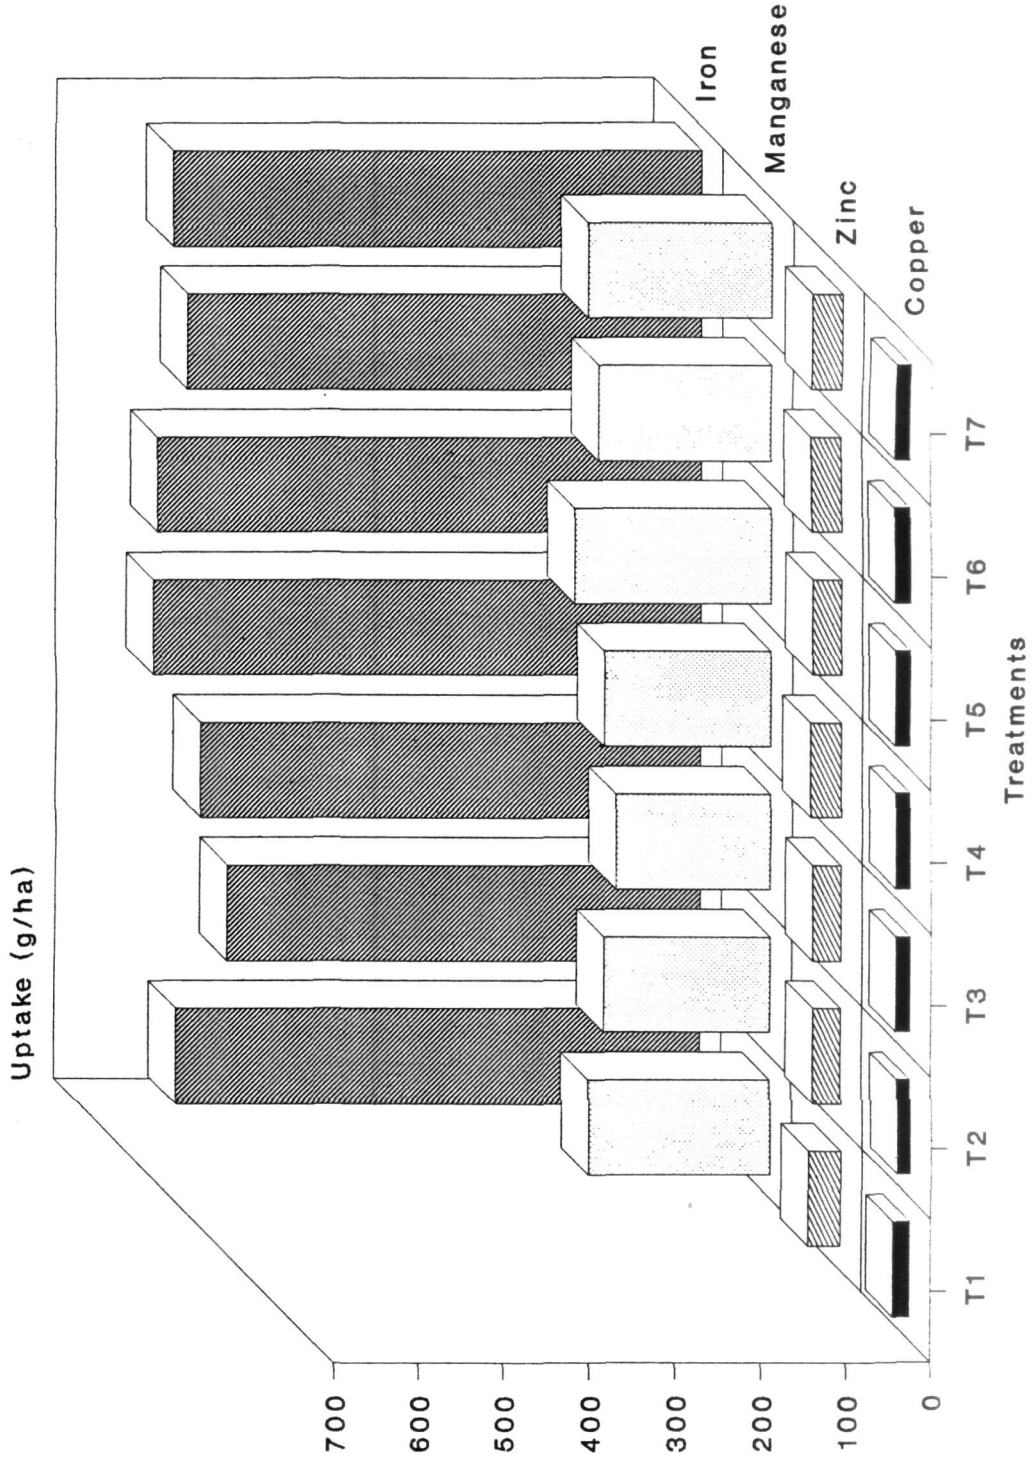 Uptake (g/ha)
700
600
500
400
300
200
100
0
Iron
Manganese
Zinc
Copper
T1
T2
T3
T4
T5
T6
T7
Treatments